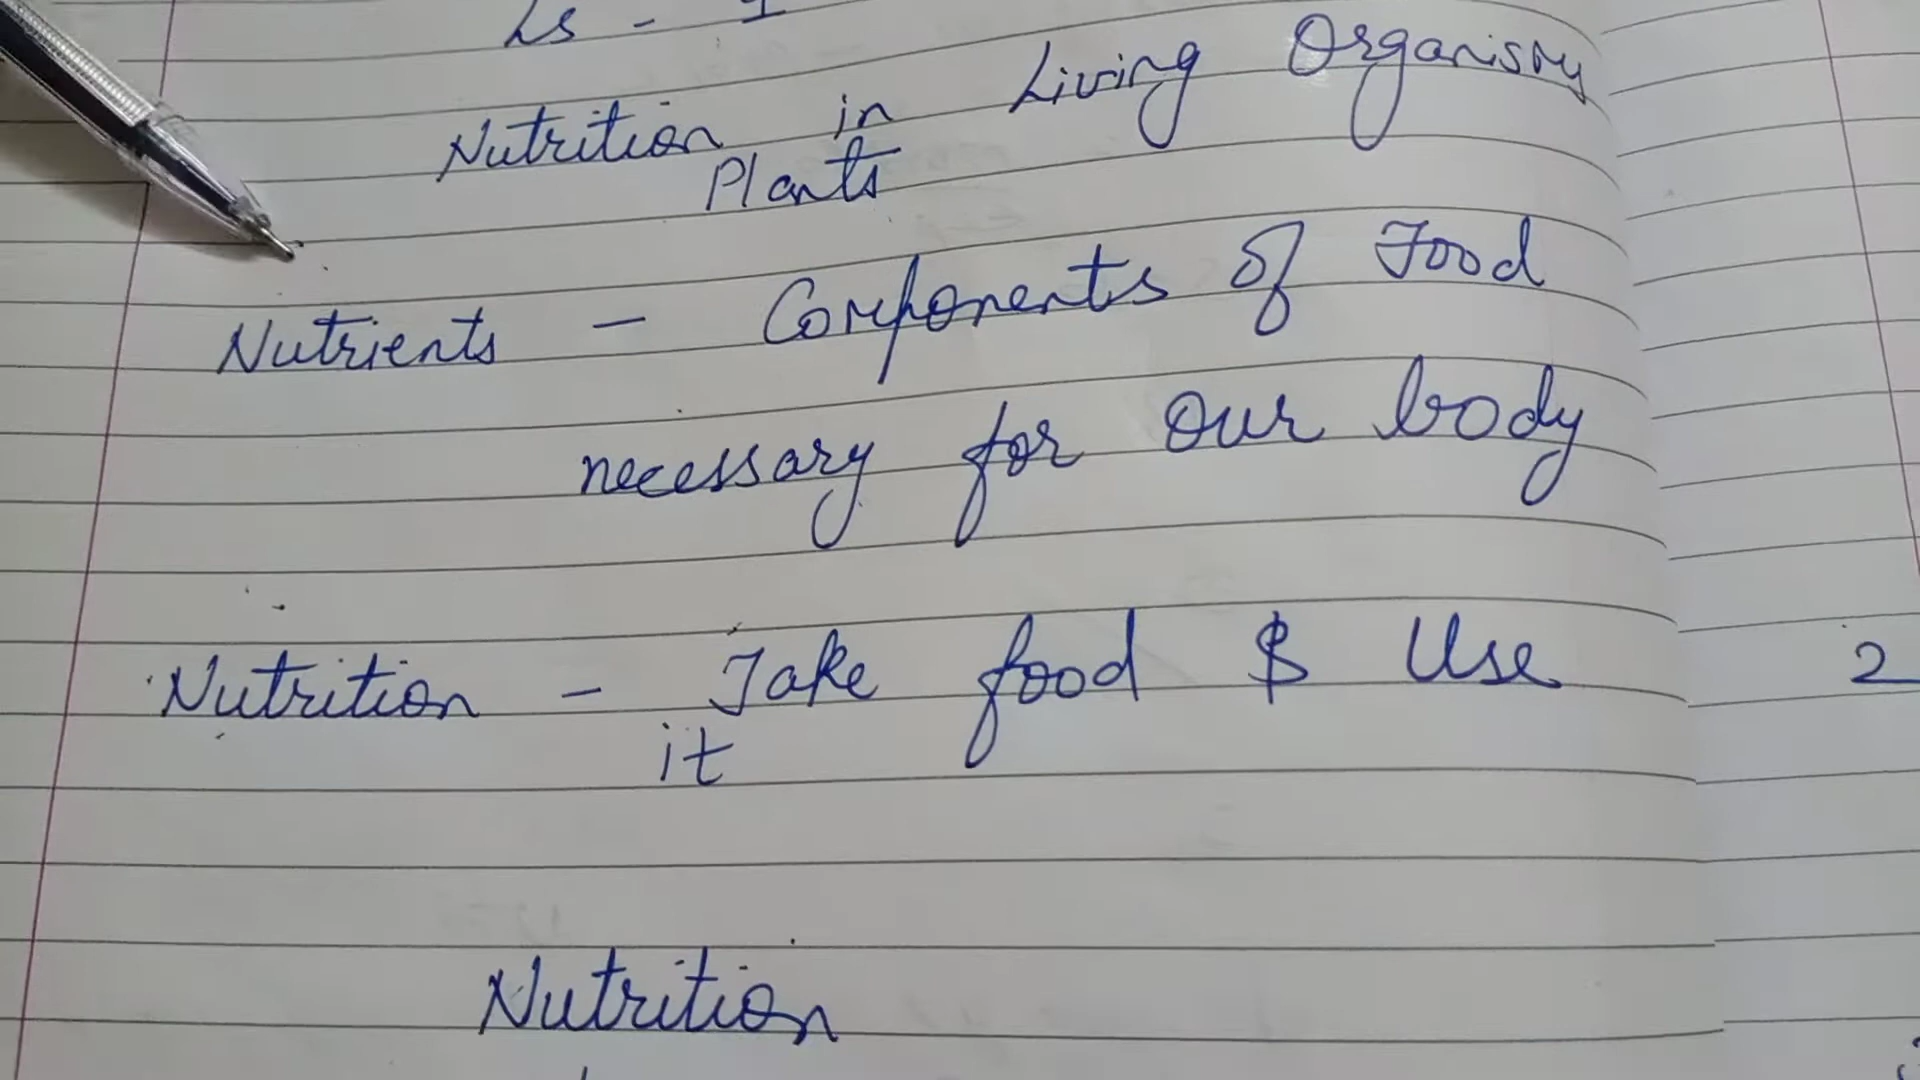 Ls - I
Nutrition in Living Organism
Plants
Nutrients - Components of Food
necessary for our body
Nutrition - Take food & Use
it
2
Nutrition